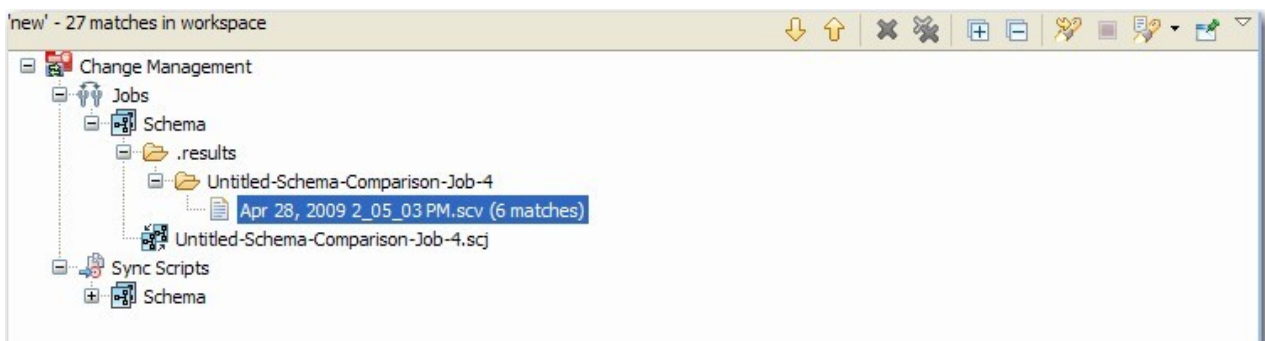 'new' - 27 matches in workspace
Change Management
Jobs
Schema
.results
Untitled-Schema-Comparison-Job-4
Apr 28, 2009 2_05_03 PM.scv (6 matches)
Untitled-Schema-Comparison-Job-4.scj
Sync Scripts
Schema